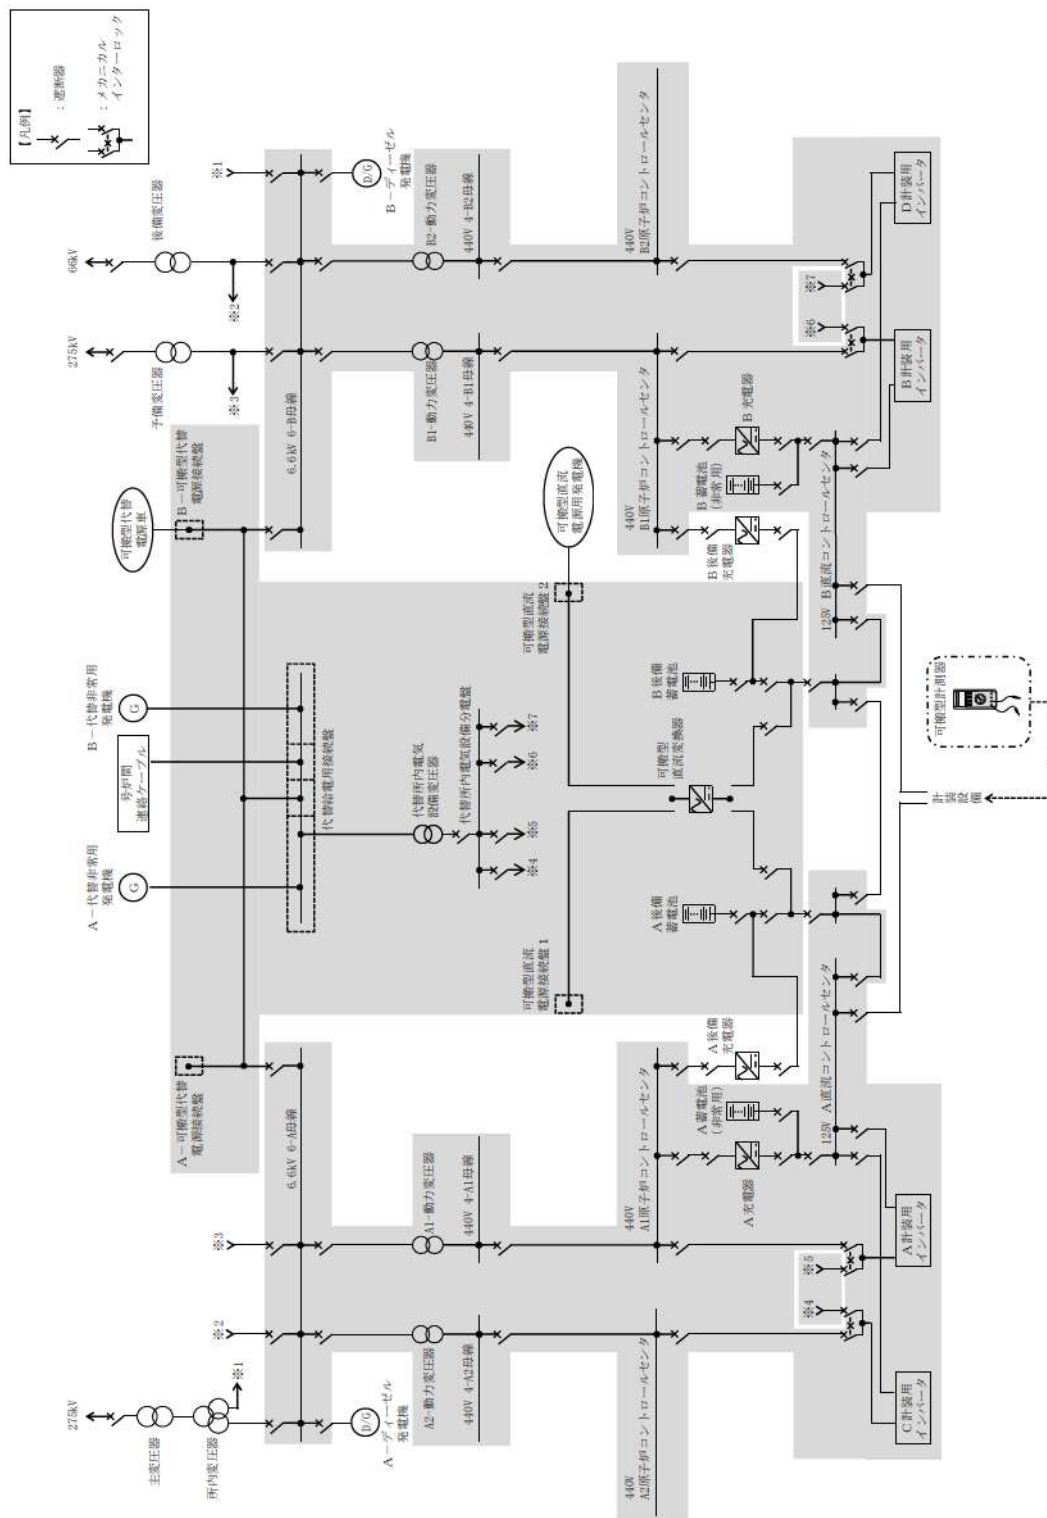 【凡例】
：遮断器
：メカニカル
インターロック
275kV
主変圧器
所内変圧器
※1
※2
※3
6.6kV 6-A母線
D/G
A－ディーゼル
発電機
A2-動力変圧器
440V 4-A2母線
A1-動力変圧器
440V 4-A1母線
440V
A2原子炉コントロールセンタ
440V
A1原子炉コントロールセンタ
A充電器
A蓄電池
(非常用)
A後備
充電器
125V A直流コントロールセンタ
※4
※5
C計装用
インバータ
A計装用
インバータ
A－可搬型代替
電源接続盤
A－代替非常用
発電機
G
号炉間
連絡ケーブル
B－代替非常用
発電機
G
可搬型代替
電源車
B－可搬型代替
電源接続盤
代替給電用接続盤
代替所内電気
設備変圧器
代替所内電気設備分電盤
※4
※5
※6
※7
可搬型直流
電源接続盤 1
可搬型直流
電源接続盤 2
可搬型直流
電源用発電機
可搬型
直流変換器
A後備
蓄電池
B後備
蓄電池
計装設備
可搬型計測器
275kV
予備変圧器
※3
66kV
後備変圧器
※2
※1
6.6kV 6-B母線
D/G
B－ディーゼル
発電機
B1-動力変圧器
440V 4-B1母線
B2-動力変圧器
440V 4-B2母線
440V
B1原子炉コントロールセンタ
440V
B2原子炉コントロールセンタ
B後備
充電器
B蓄電池
(非常用)
B充電器
125V B直流コントロールセンタ
※6
※7
B計装用
インバータ
D計装用
インバータ